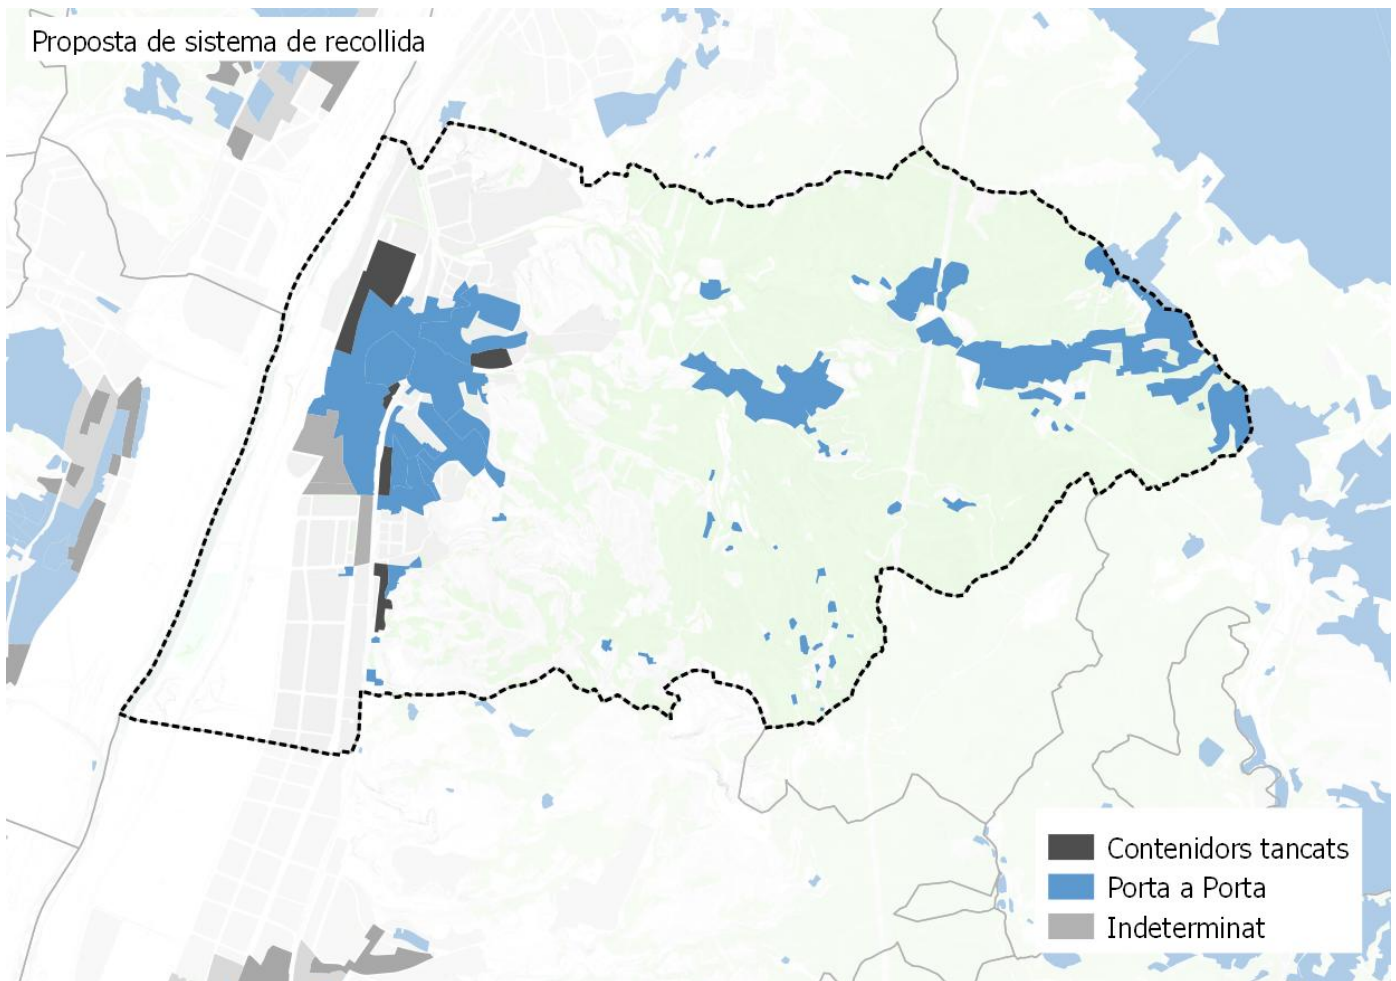 Proposta de sistema de recollida
Contenidors tancats
Porta a Porta
Indeterminat